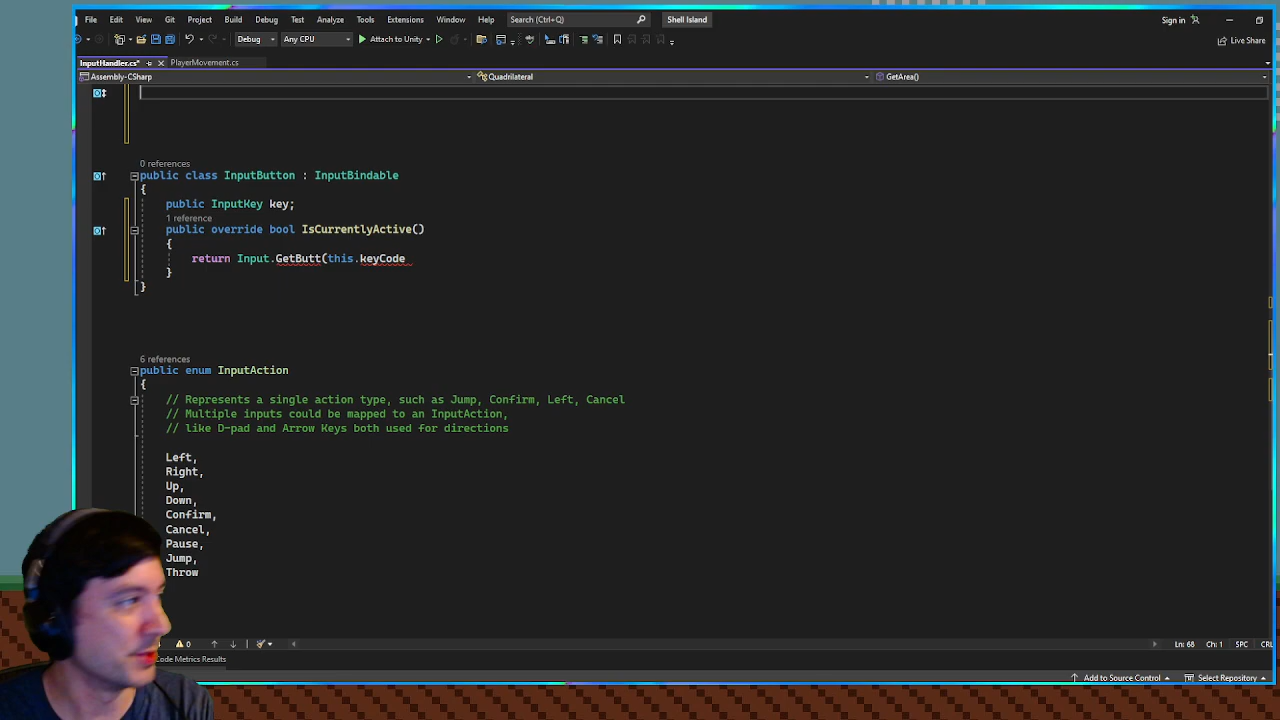 File Edit View Git Project Build Debug Test Analyze Tools Extensions Window Help Search (Ctrl+Q) Shell Island Sign in
Debug Any CPU Attach to Unity Live Share
InputHandler.cs* PlayerMovement.cs
Assembly-CSharp Quadrilateral GetArea()
0 references
public class InputButton : InputBindable
{
public InputKey key;
1 reference
public override bool IsCurrentlyActive()
{
return Input.GetButt(this.keyCode
}
}
6 references
public enum InputAction
{
// Represents a single action type, such as Jump, Confirm, Left, Cancel
// Multiple inputs could be mapped to an InputAction,
// like D-pad and Arrow Keys both used for directions
Left,
Right,
Up,
Down,
Confirm,
Cancel,
Pause,
Jump,
Throw
0 Ln: 68 Ch: 1 SPC
Code Metrics Results
Add to Source Control Select Repository